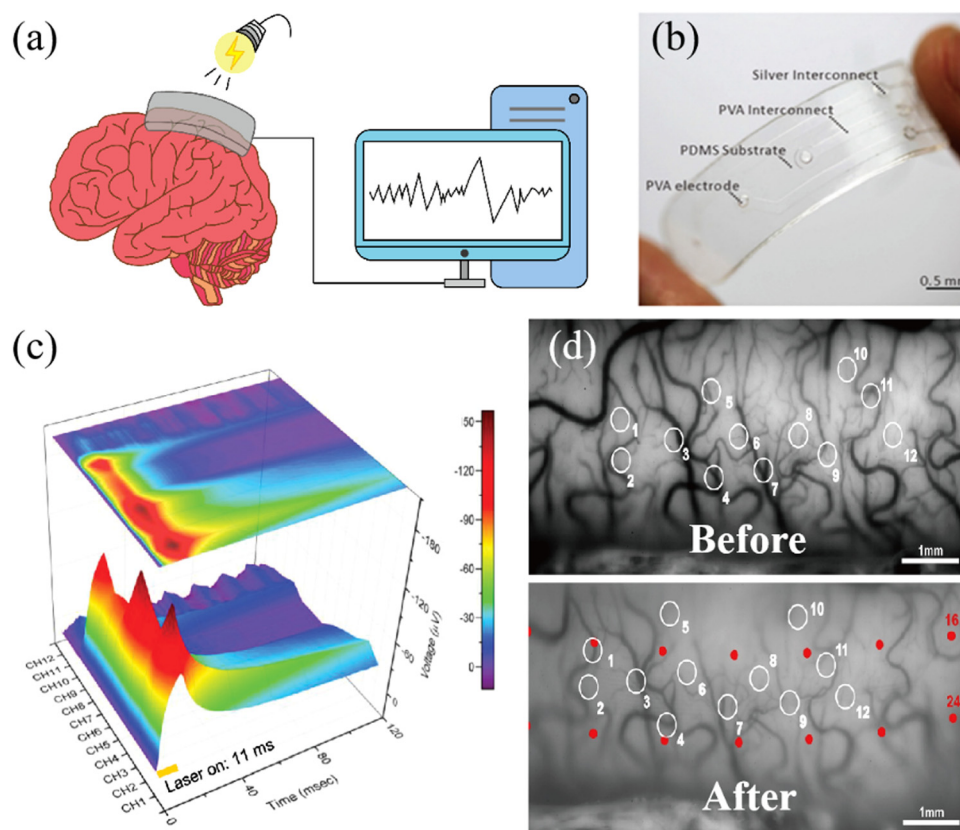 (a)
(b)
Silver Interconnect
PVA Interconnect
PDMS Substrate
PVA electrode
0.5 m
(c)
50
-120
-90
-60
-30
0
-180
-120
-60
0
Voltage (μV)
CH12
CH11
CH10
CH9
CH8
CH7
CH6
CH5
CH4
CH3
CH2
CH1
Laser on: 11 ms
0
40
80
120
Time (msec)
(d)
10
11
5
1
8
6
3
12
9
2
7
4
Before
1mm
5
10
16
1
11
8
6
3
2
12
24
9
7
4
After
1mm